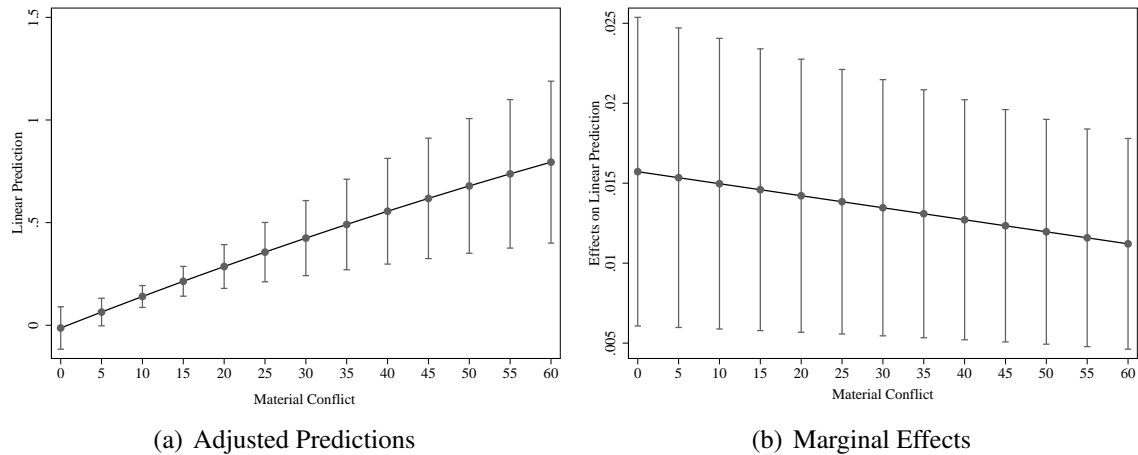 1.5
1
.5
0
Linear Prediction
0 5 10 15 20 25 30 35 40 45 50 55 60
Material Conflict
(a) Adjusted Predictions
.025
.02
.015
.01
.005
Effects on Linear Prediction
0 5 10 15 20 25 30 35 40 45 50 55 60
Material Conflict
(b) Marginal Effects